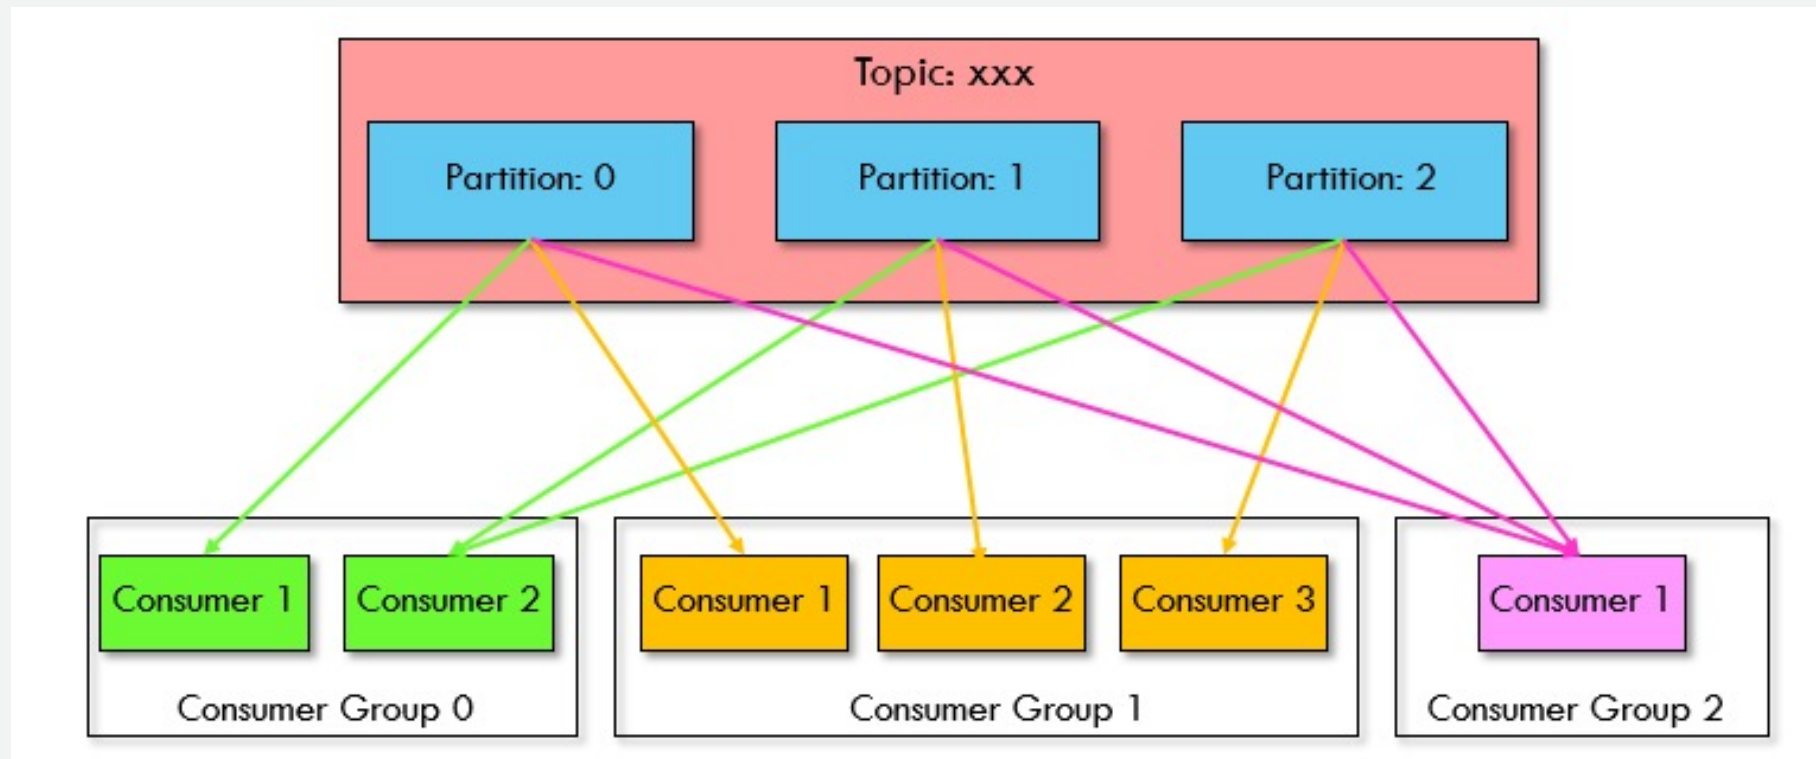 Topic: xxx
Partition: 0
Partition: 1
Partition: 2
Consumer 1
Consumer 2
Consumer Group 0
Consumer 1
Consumer 2
Consumer 3
Consumer Group 1
Consumer 1
Consumer Group 2